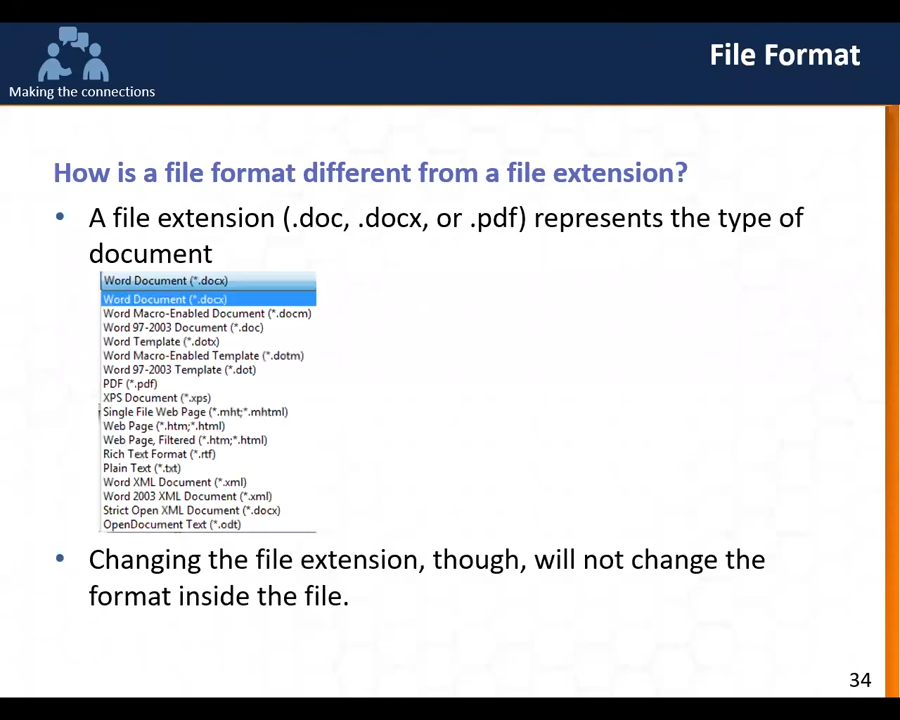 File Format
Making the connections
How is a file format different from a file extension?
• A file extension (.doc, .docx, or .pdf) represents the type of
document
Word Document (*.docx)
Word Document (*.docx)
Word Macro-Enabled Document (*.docm)
Word 97-2003 Document (*.doc)
Word Template (*.dotx)
Word Macro-Enabled Template (*.dotm)
Word 97-2003 Template (*.dot)
PDF (*.pdf)
XPS Document (*.xps)
Single File Web Page (*.mht;*.mhtml)
Web Page (*.htm;*.html)
Web Page, Filtered (*.htm;*.html)
Rich Text Format (*.rtf)
Plain Text (*.txt)
Word XML Document (*.xml)
Word 2003 XML Document (*.xml)
Strict Open XML Document (*.docx)
OpenDocument Text (*.odt)
• Changing the file extension, though, will not change the
format inside the file.
34